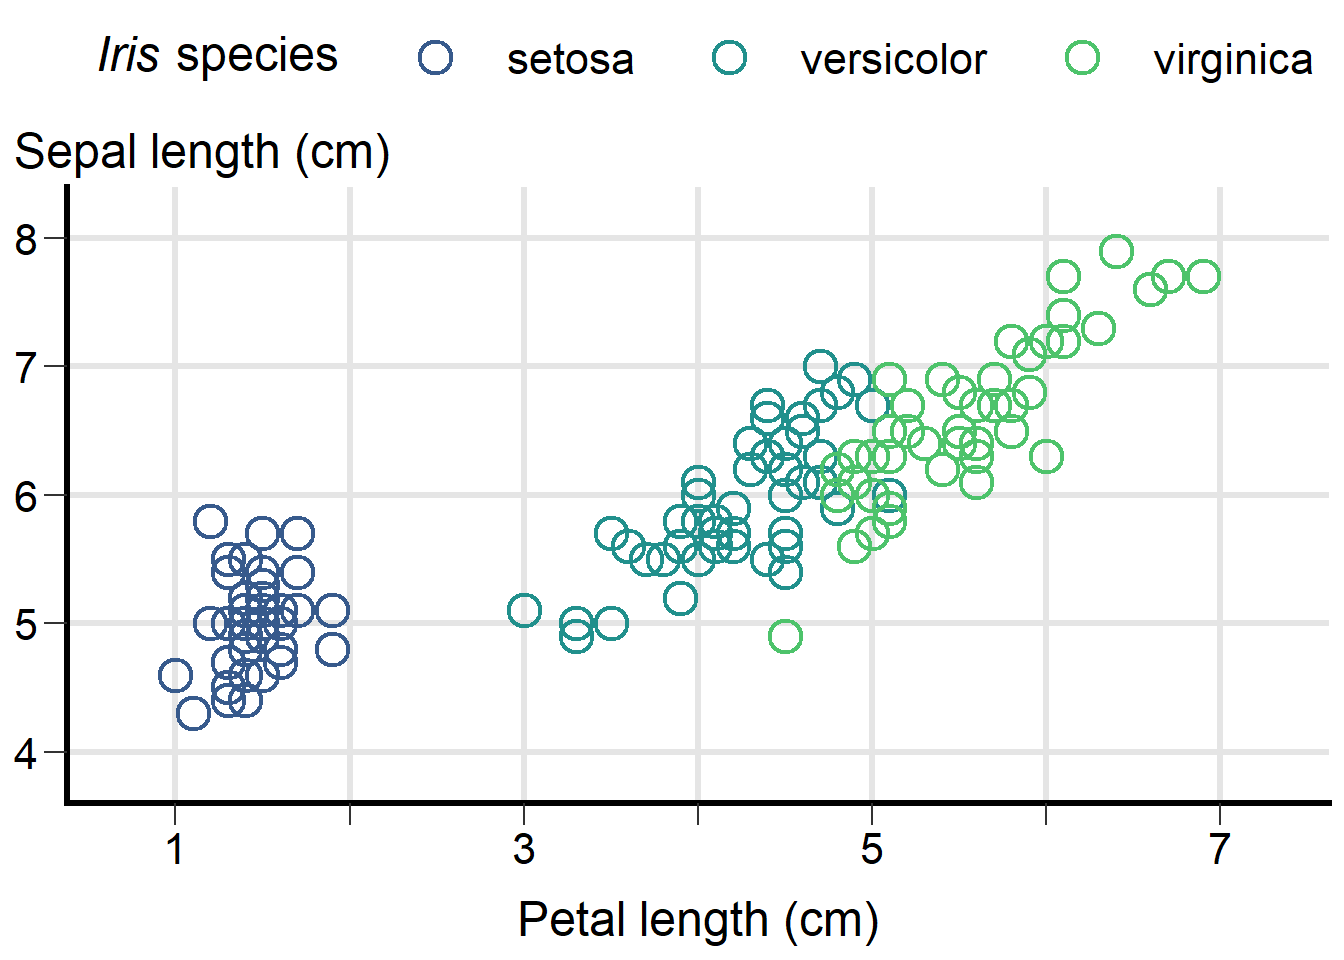 Iris species setosa versicolor virginica
Sepal length (cm)
8
7
6
5
4
1 3 5 7
Petal length (cm)